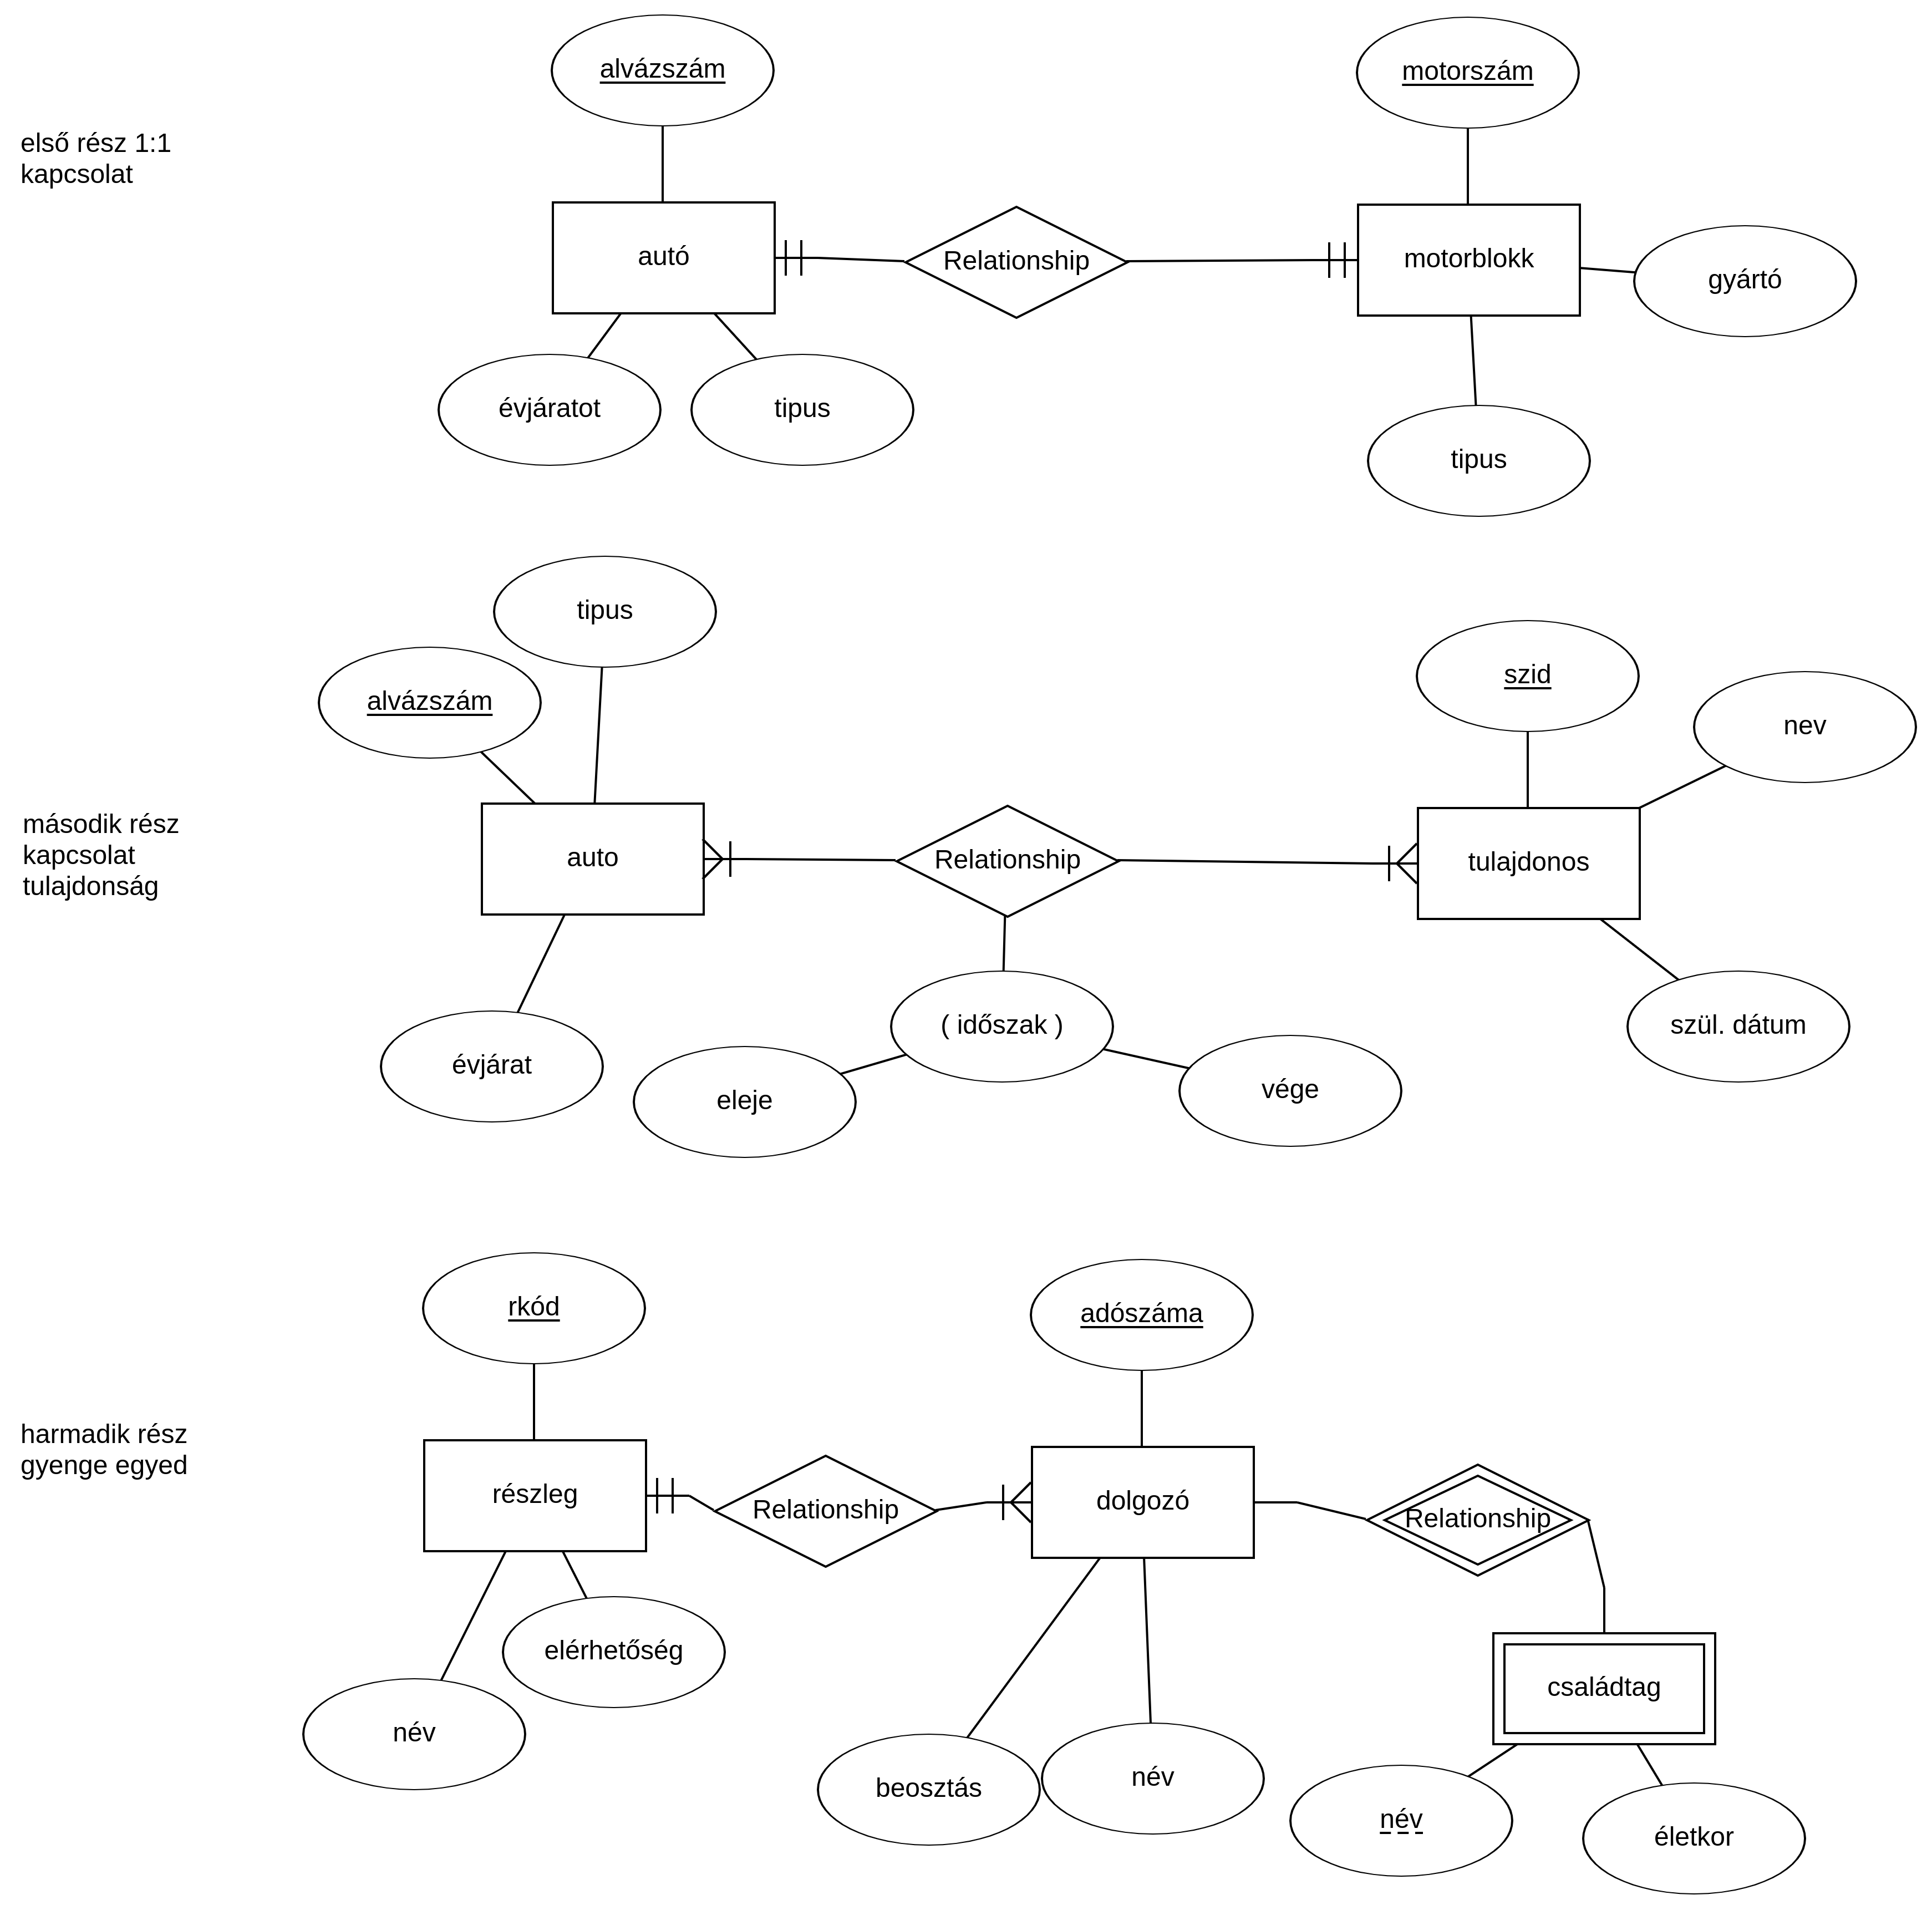 alvázszám
motorszám
első rész 1:1
kapcsolat
autó
Relationship
motorblokk
gyártó
évjáratot
tipus
tipus
tipus
alvázszám
szid
nev
második rész
kapcsolat
tulajdonság
auto
Relationship
tulajdonos
( időszak )
szül. dátum
évjárat
eleje
vége
rkód
adószáma
harmadik rész
gyenge egyed
részleg
Relationship
dolgozó
Relationship
elérhetőség
családtag
név
beosztás
név
név
életkor